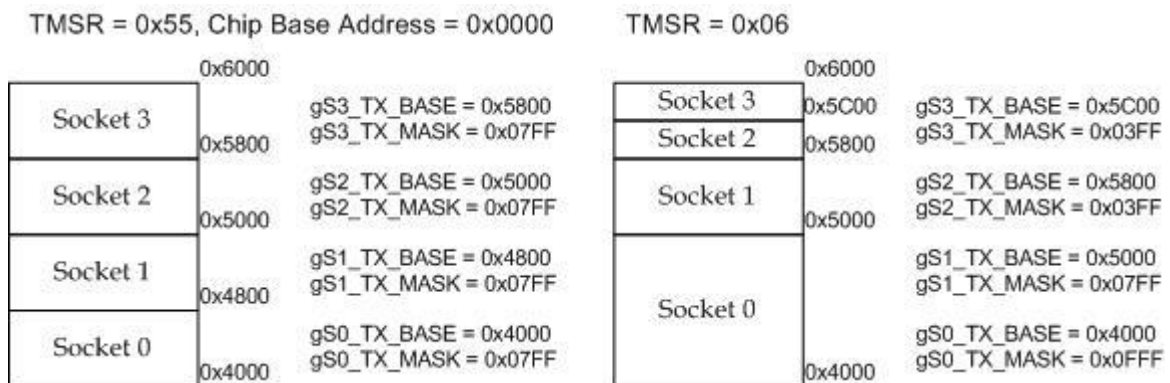 TMSR = 0x55, Chip Base Address = 0x0000
0x6000
Socket 3
gS3_TX_BASE = 0x5800
gS3_TX_MASK = 0x07FF
0x5800
Socket 2
gS2_TX_BASE = 0x5000
gS2_TX_MASK = 0x07FF
0x5000
Socket 1
gS1_TX_BASE = 0x4800
gS1_TX_MASK = 0x07FF
0x4800
Socket 0
gS0_TX_BASE = 0x4000
gS0_TX_MASK = 0x07FF
0x4000
TMSR = 0x06
0x6000
Socket 3
0x5C00
gS3_TX_BASE = 0x5C00
gS3_TX_MASK = 0x03FF
Socket 2
0x5800
gS2_TX_BASE = 0x5800
gS2_TX_MASK = 0x03FF
Socket 1
0x5000
gS1_TX_BASE = 0x5000
gS1_TX_MASK = 0x07FF
Socket 0
gS0_TX_BASE = 0x4000
gS0_TX_MASK = 0x0FFF
0x4000